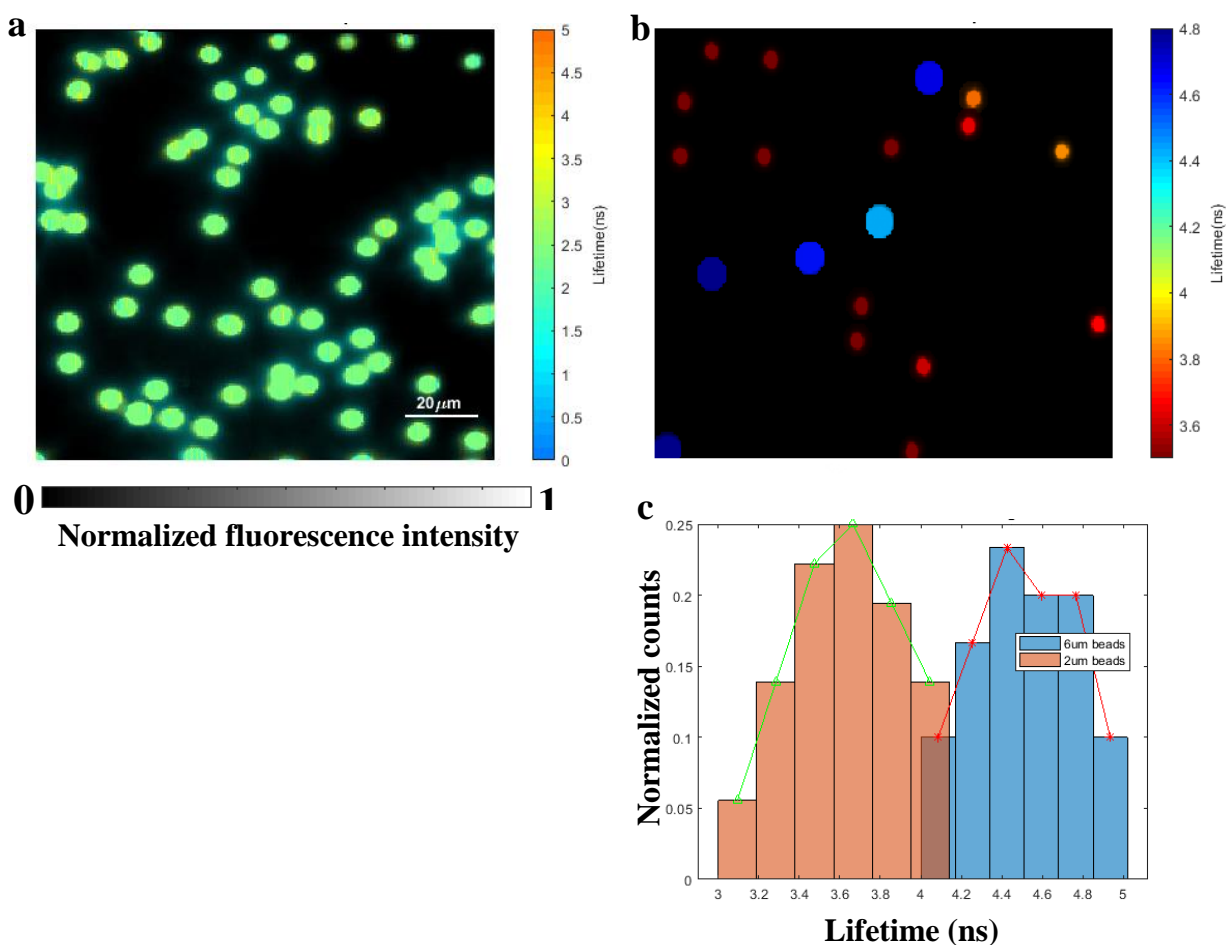 a
5
4.5
4
3.5
3
2.5
2
1.5
1
0.5
0
Lifetime(ns)
20 μm
0
1
Normalized fluorescence intensity
b
4.8
4.6
4.4
4.2
4
3.8
3.6
Lifetime(ns)
c
0.25
0.2
0.15
0.1
0.05
0
Normalized counts
6um beads
2um beads
3 3.2 3.4 3.6 3.8 4 4.2 4.4 4.6 4.8 5
Lifetime (ns)